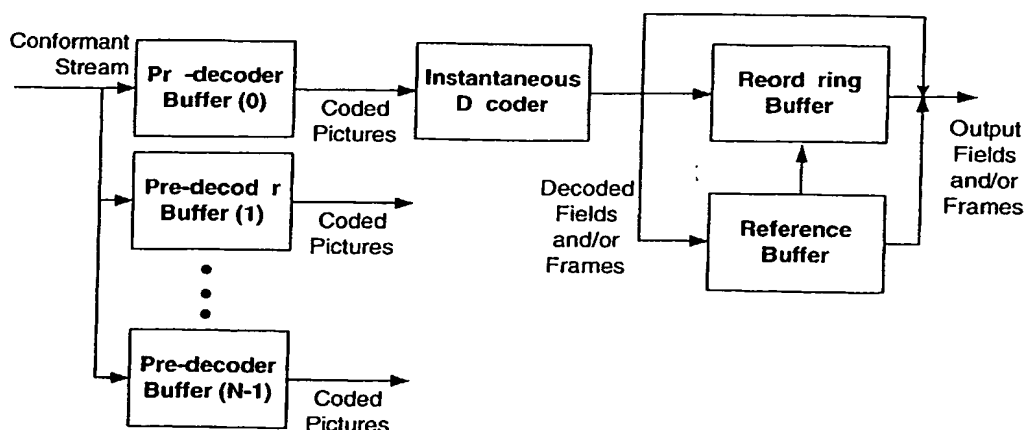 Conformant
Stream
Pr -decoder
Buffer (0)
Coded
Pictures
Instantaneous
D coder
Reord ring
Buffer
Output
Fields
and/or
Frames
Pre-decod r
Buffer (1)
Coded
Pictures
Decoded
Fields
and/or
Frames
Reference
Buffer
Pre-decoder
Buffer (N-1)
Coded
Pictures